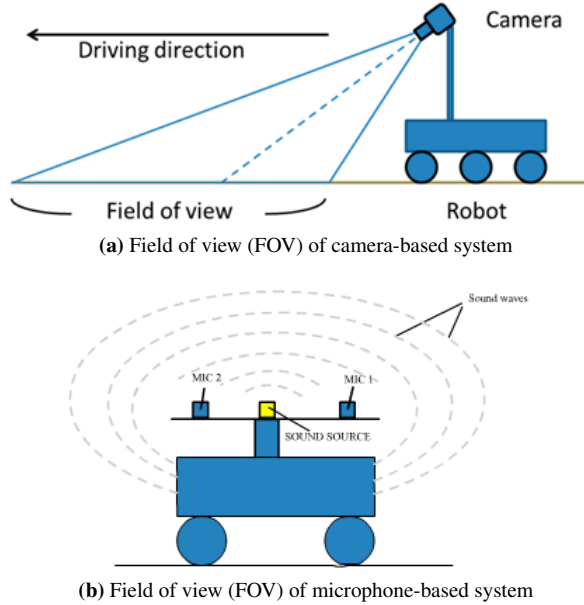 Camera
Driving direction
Field of view
Robot
(a) Field of view (FOV) of camera-based system
Sound waves
MIC 2
MIC 1
SOUND SOURCE
(b) Field of view (FOV) of microphone-based system